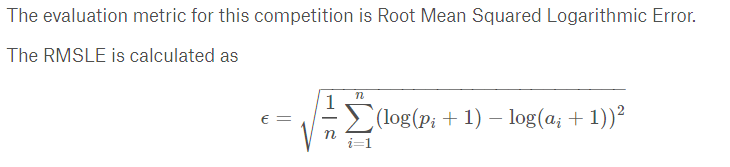 The evaluation metric for this competition is Root Mean Squared Logarithmic Error.
The RMSLE is calculated as
ϵ = √(1/n ∑_{i=1}^{n} (log(p_i + 1) − log(a_i + 1))²)